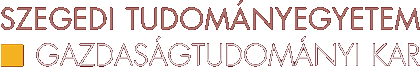 SZEGEDI TUDOMÁNYEGYETEM
GAZDASÁGTUDOMÁNYI KAR